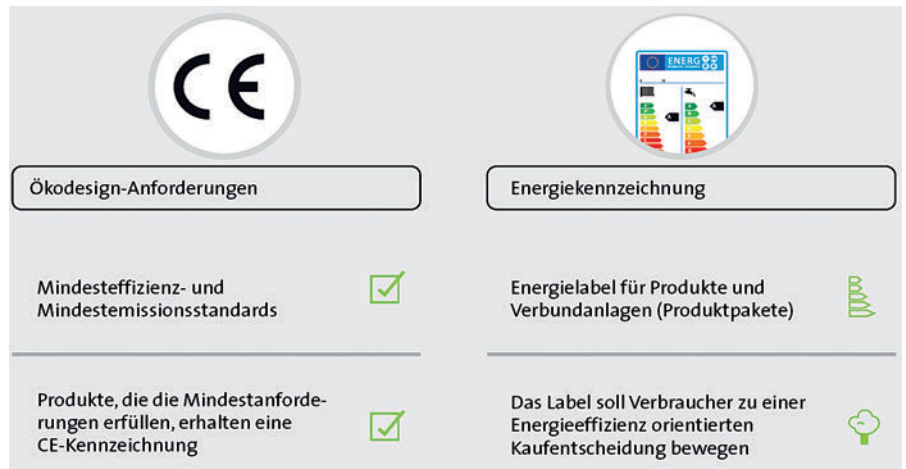 CE
ENERG
Ökodesign-Anforderungen
Mindesteffizienz- und
Mindestemissionsstandards
Produkte, die die Mindestanforde-
rungen erfüllen, erhalten eine
CE-Kennzeichnung
Energiekennzeichnung
Energielabel für Produkte und
Verbundanlagen (Produktpakete)
Das Label soll Verbraucher zu einer
Energieeffizienz orientierten
Kaufentscheidung bewegen